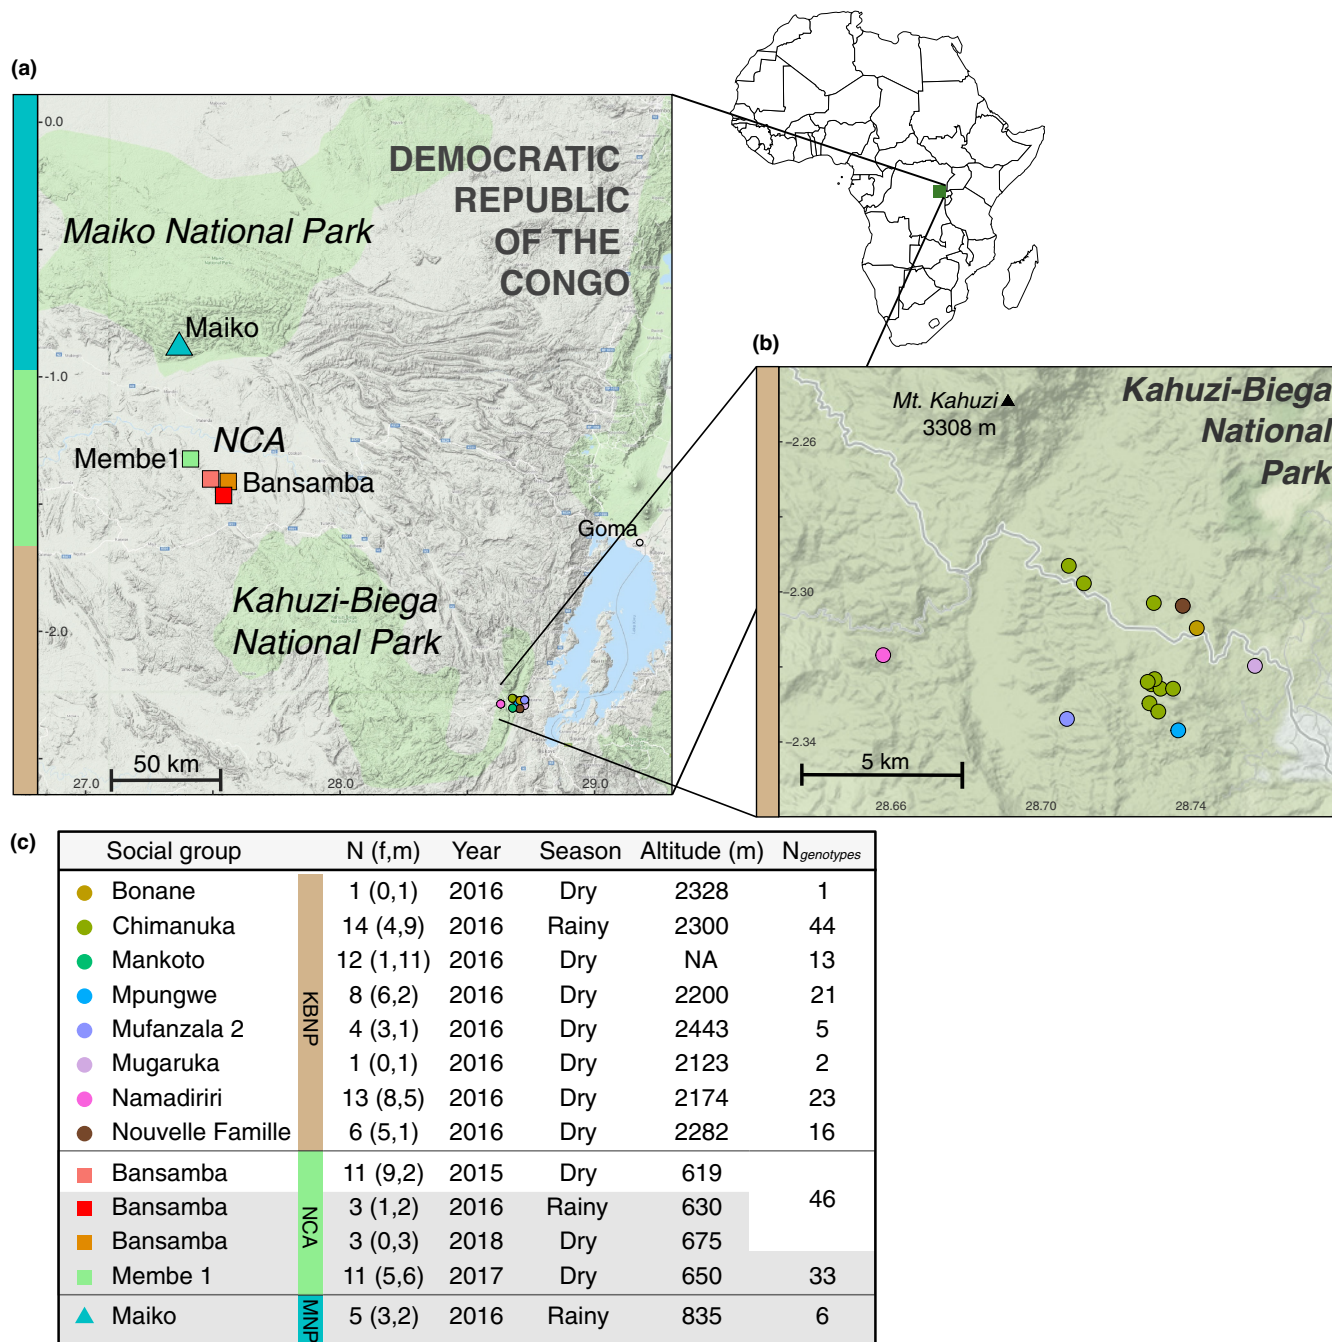 (a)
0.0
DEMOCRATIC
REPUBLIC
OF THE
CONGO
Maiko National Park
Maiko
-1.0
NCA
Membe1
Bansamba
Goma
Kahuzi-Biega
National Park
-2.0
50 km
27.0
28.0
29.0
(b)
Mt. Kahuzi
3308 m
Kahuzi-Biega
National
Park
-2.26
-2.30
-2.34
5 km
28.66
28.70
28.74
(c)
Social group N (f,m) Year Season Altitude (m) Ngenotypes
KBNP
Bonane 1 (0,1) 2016 Dry 2328 1
Chimanuka 14 (4,9) 2016 Rainy 2300 44
Mankoto 12 (1,11) 2016 Dry NA 13
Mpungwe 8 (6,2) 2016 Dry 2200 21
Mufanzala 2 4 (3,1) 2016 Dry 2443 5
Mugaruka 1 (0,1) 2016 Dry 2123 2
Namadiriri 13 (8,5) 2016 Dry 2174 23
Nouvelle Famille 6 (5,1) 2016 Dry 2282 16
NCA
Bansamba 11 (9,2) 2015 Dry 619
Bansamba 3 (1,2) 2016 Rainy 630 46
Bansamba 3 (0,3) 2018 Dry 675
Membe 1 11 (5,6) 2017 Dry 650 33
MNP
Maiko 5 (3,2) 2016 Rainy 835 6